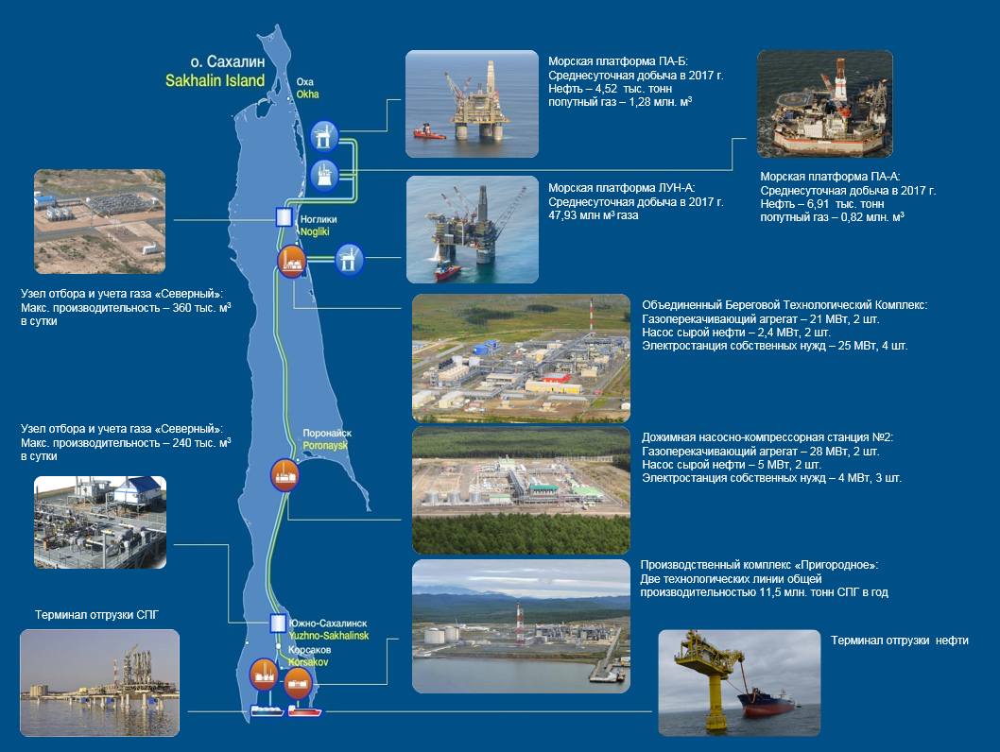 о. Сахалин
Sakhalin Island
Оха
Okha
Морская платформа ПА-Б:
Среднесуточная добыча в 2017 г.
Нефть – 4,52 тыс. тонн
попутный газ – 1,28 млн. м³
Морская платформа ПА-А:
Среднесуточная добыча в 2017 г.
Нефть – 6,91 тыс. тонн
попутный газ – 0,82 млн. м³
Морская платформа ЛУН-А:
Среднесуточная добыча в 2017 г.
47,93 млн м³ газа
Ноглики
Nogliki
Узел отбора и учета газа «Северный»:
Макс. производительность – 360 тыс. м³
в сутки
Объединенный Береговой Технологический Комплекс:
Газоперекачивающий агрегат – 21 МВт, 2 шт.
Насос сырой нефти – 2,4 МВт, 2 шт.
Электростанция собственных нужд – 25 МВт, 4 шт.
Узел отбора и учета газа «Северный»:
Макс. производительность – 240 тыс. м³
в сутки
Поронайск
Poronaysk
Дожимная насосно-компрессорная станция №2:
Газоперекачивающий агрегат – 28 МВт, 2 шт.
Насос сырой нефти – 5 МВт, 2 шт.
Электростанция собственных нужд – 4 МВт, 3 шт.
Производственный комплекс «Пригородное»:
Две технологических линии общей
производительностью 11,5 млн. тонн СПГ в год
Южно-Сахалинск
Yuzhno-Sakhalinsk
Корсаков
Korsakov
Терминал отгрузки СПГ
Терминал отгрузки нефти